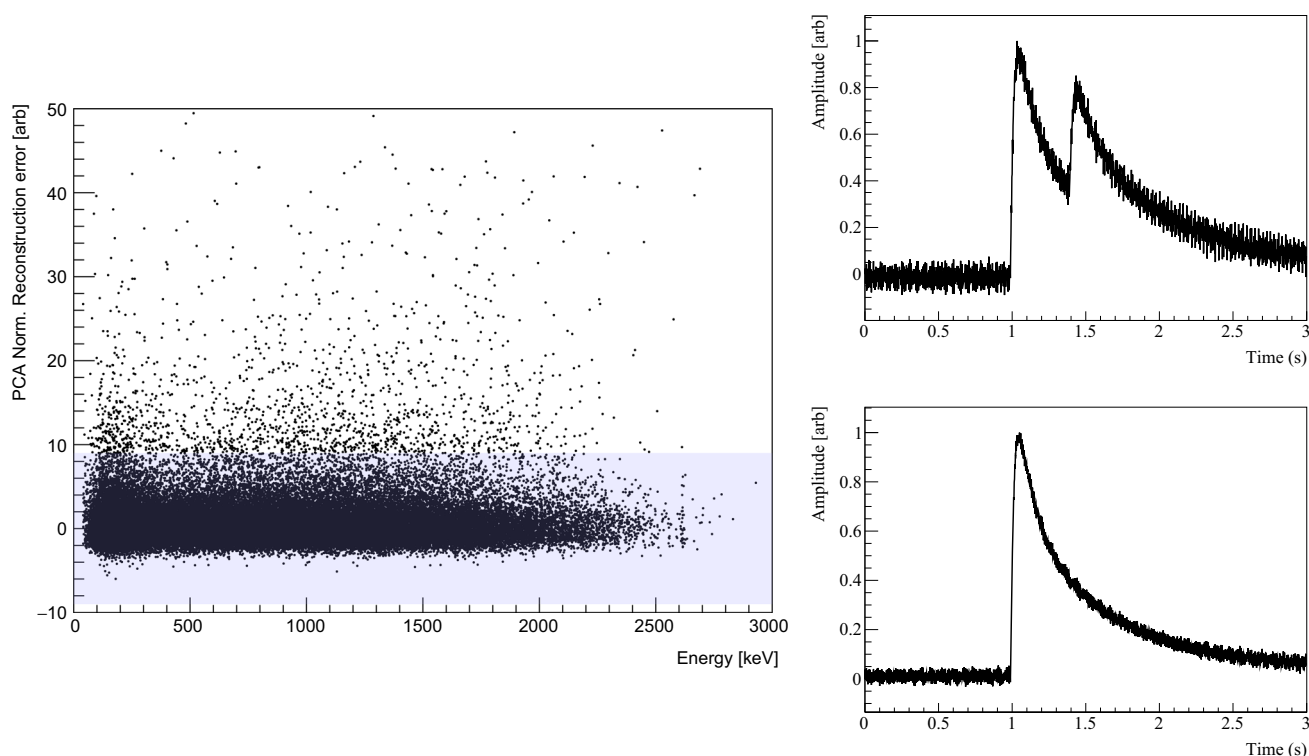 PCA Norm. Reconstruction error [arb]
50
40
30
20
10
0
–10
0 500 1000 1500 2000 2500 3000
Energy [keV]
Amplitude [arb]
1
0.8
0.6
0.4
0.2
0
0 0.5 1 1.5 2 2.5 3
Time (s)
Amplitude [arb]
1
0.8
0.6
0.4
0.2
0
0 0.5 1 1.5 2 2.5 3
Time (s)